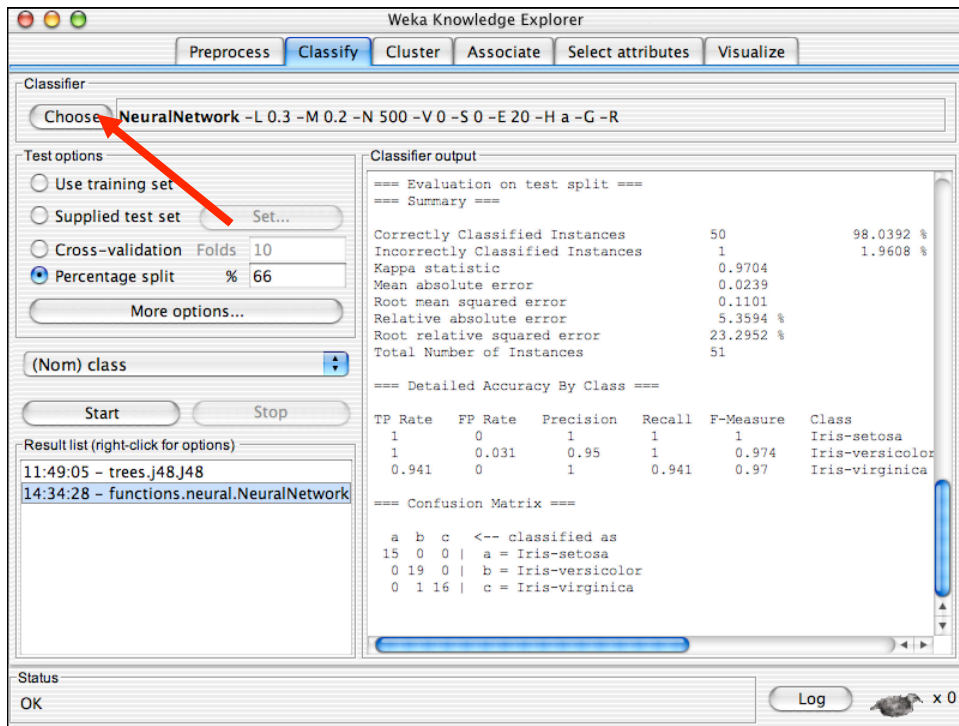 Weka Knowledge Explorer
Preprocess Classify Cluster Associate Select attributes Visualize
Classifier
Choose NeuralNetwork -L 0.3 -M 0.2 -N 500 -V 0 -S 0 -E 20 -H a -G -R
Test options
Use training set
Supplied test set Set...
Cross-validation Folds 10
Percentage split % 66
More options...
(Nom) class
Start Stop
Result list (right-click for options)
11:49:05 - trees.j48.J48
14:34:28 - functions.neural.NeuralNetwork
Classifier output
=== Evaluation on test split ===
=== Summary ===
Correctly Classified Instances 50 98.0392 %
Incorrectly Classified Instances 1 1.9608 %
Kappa statistic 0.9704
Mean absolute error 0.0239
Root mean squared error 0.1101
Relative absolute error 5.3594 %
Root relative squared error 23.2952 %
Total Number of Instances 51
=== Detailed Accuracy By Class ===
TP Rate FP Rate Precision Recall F-Measure Class
1 0 1 1 1 Iris-setosa
1 0.031 0.95 1 0.974 Iris-versicolor
0.941 0 1 0.941 0.97 Iris-virginica
=== Confusion Matrix ===
a b c <-- classified as
15 0 0 | a = Iris-setosa
0 19 0 | b = Iris-versicolor
0 1 16 | c = Iris-virginica
Status
OK
Log x 0